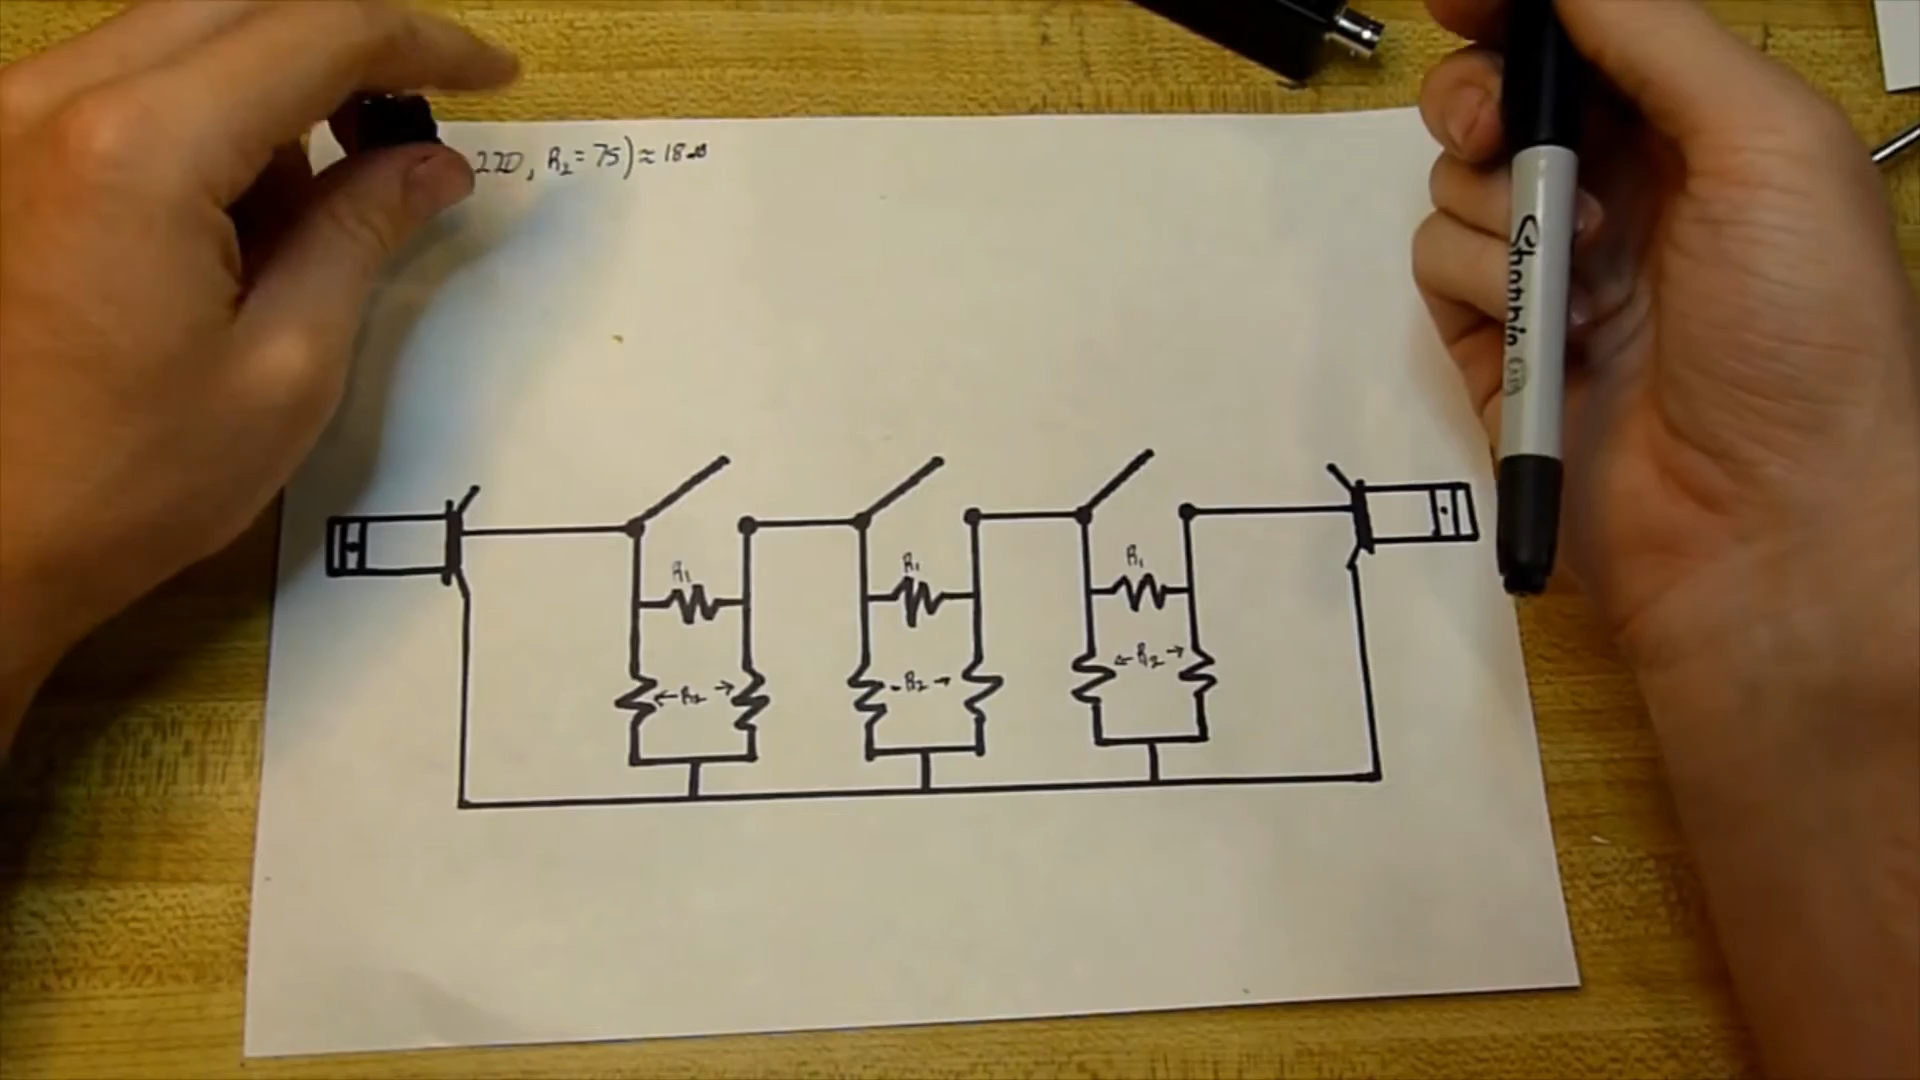 220, R₂ = 75) ≈ 18dB
Sharpie
R₁
R₁
R₁
←R₂→
-R₂→
←R₂→